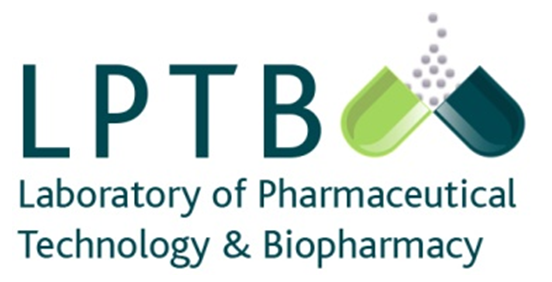 LPTB
Laboratory of Pharmaceutical
Technology & Biopharmacy